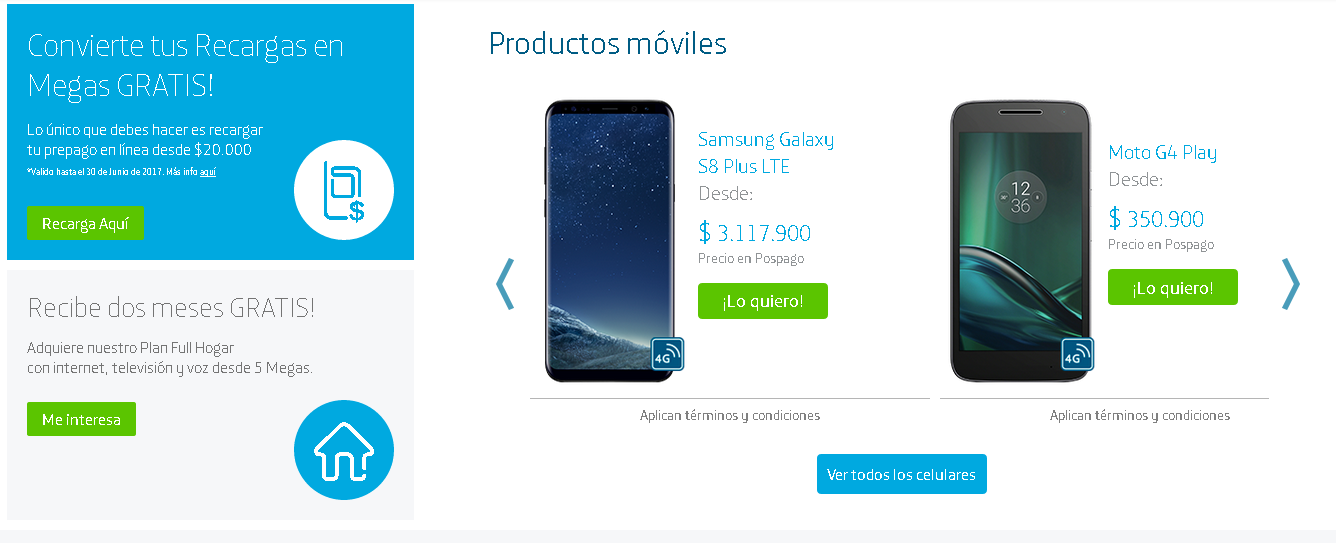 Convierte tus Recargas en
Megas GRATIS!
Lo único que debes hacer es recargar
tu prepago en línea desde $20.000
*Valido hasta el 30 de Junio de 2017. Más info aquí
Recarga Aquí
Recibe dos meses GRATIS!
Adquiere nuestro Plan Full Hogar
con internet, televisión y voz desde 5 Megas.
Me interesa
Productos móviles
Samsung Galaxy
S8 Plus LTE
Desde:
$ 3.117.900
Precio en Pospago
¡Lo quiero!
4G
Aplican términos y condiciones
12
36
Moto G4 Play
Desde:
$ 350.900
Precio en Pospago
¡Lo quiero!
4G
Aplican términos y condiciones
Ver todos los celulares